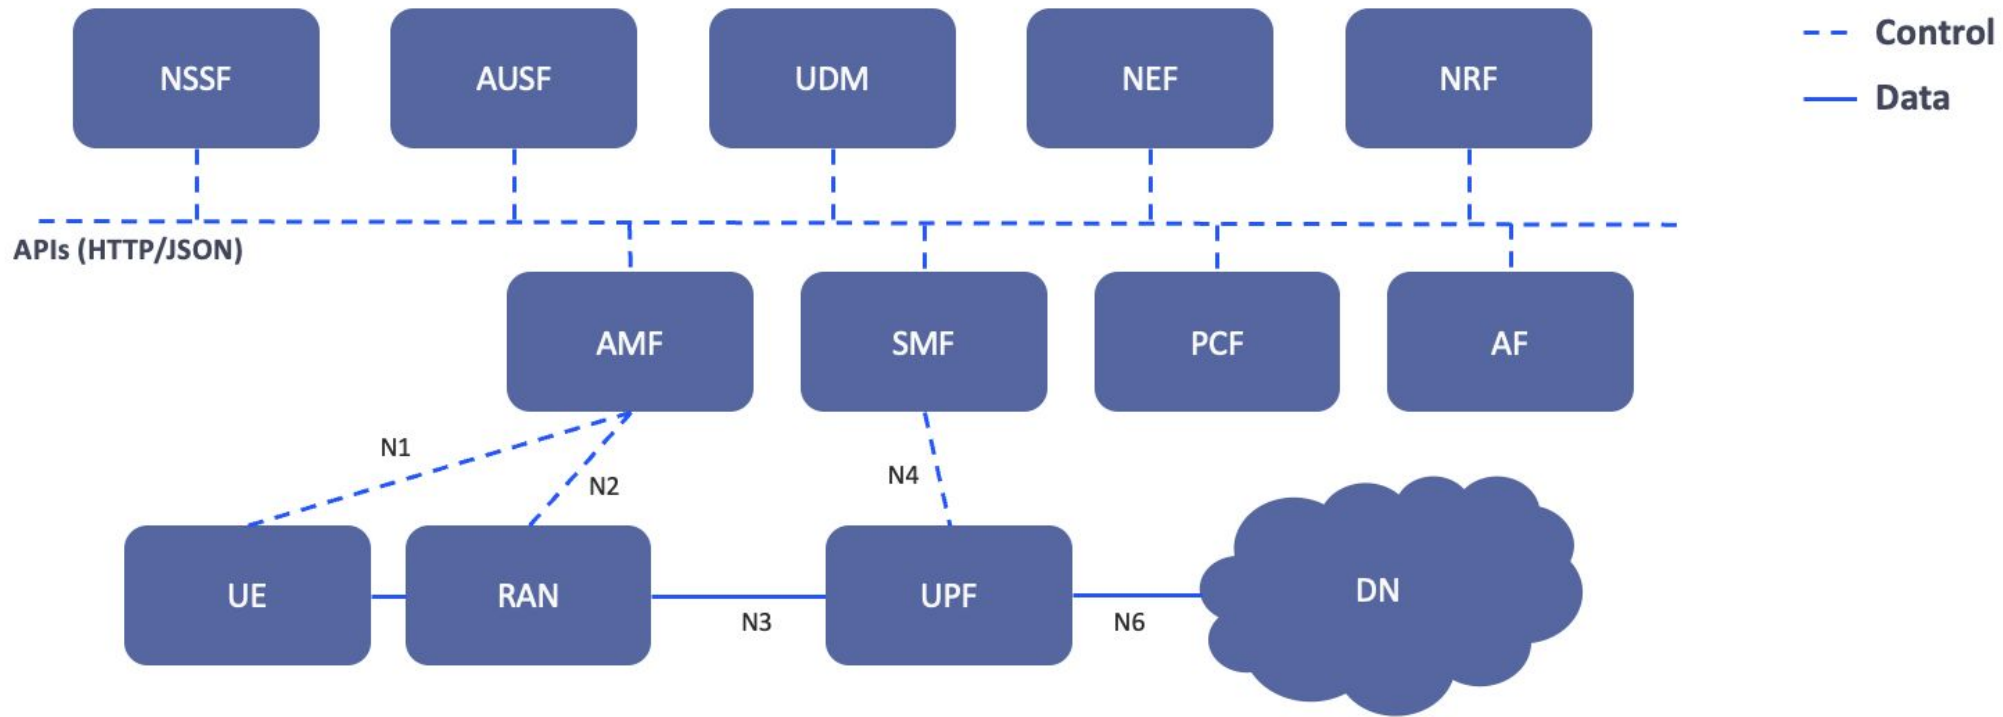 NSSF
AUSF
UDM
NEF
NRF
Control
Data
APIs (HTTP/JSON)
AMF
SMF
PCF
AF
N1
N2
N4
UE
RAN
UPF
DN
N3
N6